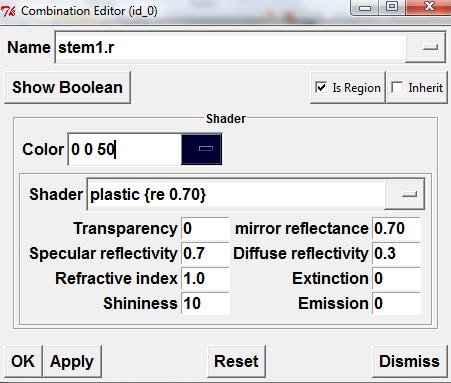 Combination Editor (id_0)
Name stem1.r
Show Boolean Is Region Inherit
Shader
Color 0 0 50
Shader plastic {re 0.70}
Transparency 0 mirror reflectance 0.70
Specular reflectivity 0.7 Diffuse reflectivity 0.3
Refractive index 1.0 Extinction 0
Shininess 10 Emission 0
OK Apply Reset Dismiss